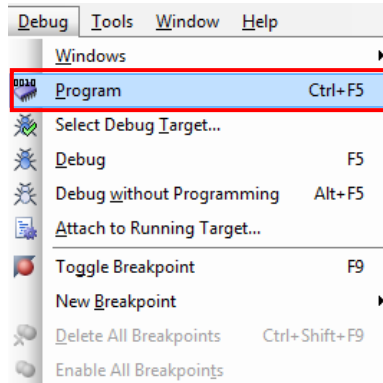 Debug Tools Window Help
Windows
0010
Program Ctrl+F5
Select Debug Target...
Debug F5
Debug without Programming Alt+F5
Attach to Running Target...
Toggle Breakpoint F9
New Breakpoint
Delete All Breakpoints Ctrl+Shift+F9
Enable All Breakpoints